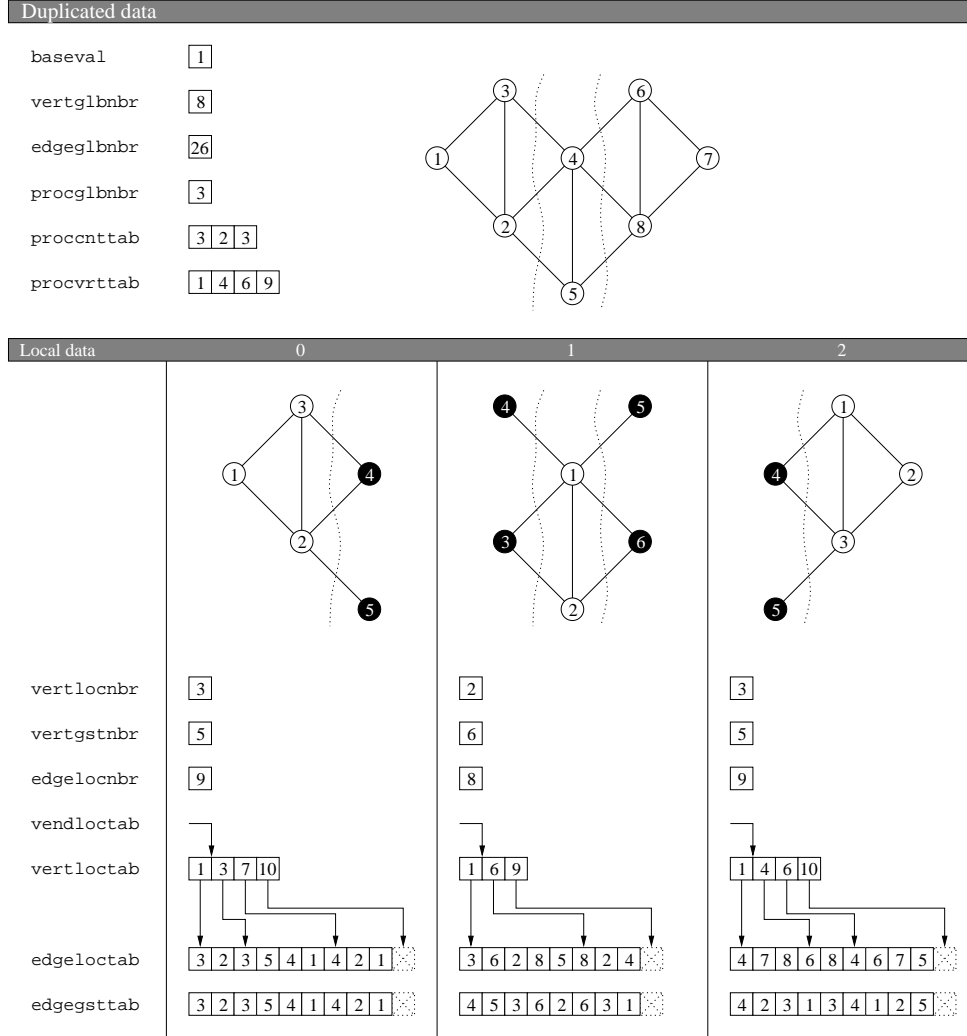 Duplicated data
baseval 1
vertglbnbr 8
edgeglbnbr 26
procglbnbr 3
proccnttab 3 2 3
procvrttab 1 4 6 9
3 6
1 4 7
2 8
5
Local data 0 1 2
3 4 5 1
1 4 1 4 2
2 3 6 3
5 2 5
vertlocnbr 3 2 3
vertgstnbr 5 6 5
edgelocnbr 9 8 9
vendloctab
vertloctab 1 3 7 10 1 6 9 1 4 6 10
edgeloctab 3 2 3 5 4 1 4 2 1 3 6 2 8 5 8 2 4 4 7 8 6 8 4 6 7 5
edgegsttab 3 2 3 5 4 1 4 2 1 4 5 3 6 2 6 3 1 4 2 3 1 3 4 1 2 5